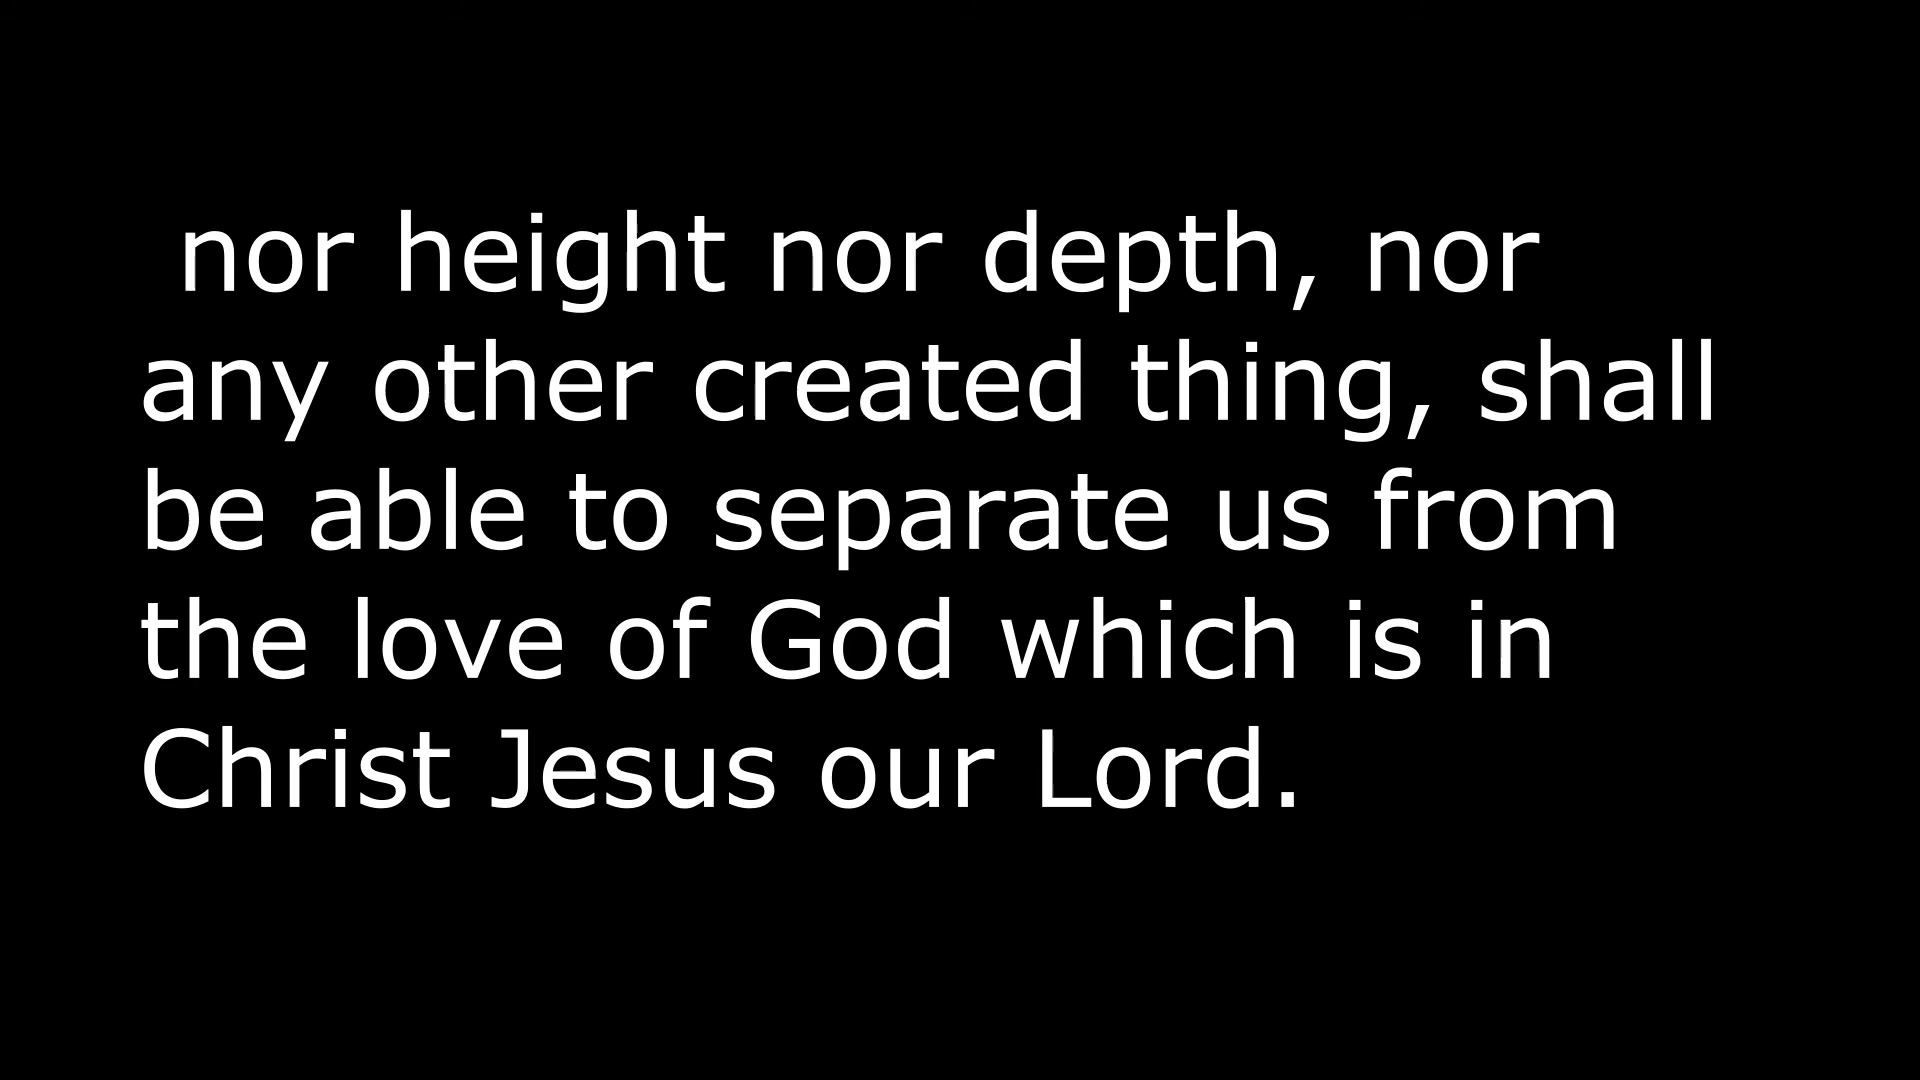 nor height nor depth, nor
any other created thing, shall
be able to separate us from
the love of God which is in
Christ Jesus our Lord.